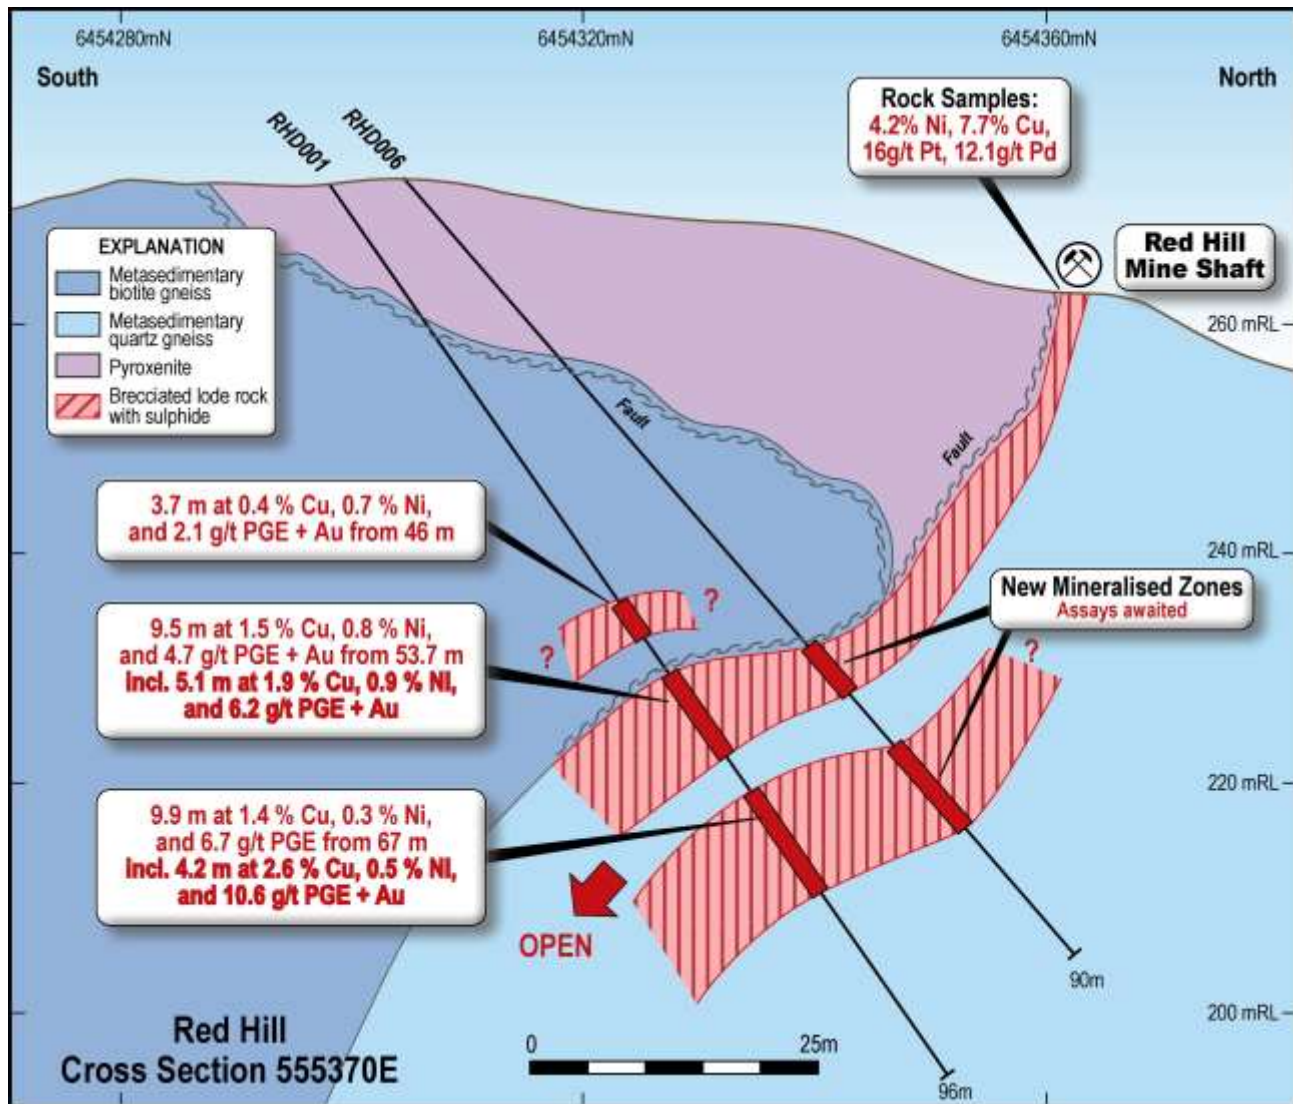 6454280mN
6454320mN
6454360mN
South
North
RHD001
RHD006
Rock Samples:
4.2% Ni, 7.7% Cu,
16g/t Pt, 12.1g/t Pd
Red Hill
Mine Shaft
EXPLANATION
Metasedimentary
biotite gneiss
Metasedimentary
quartz gneiss
Pyroxenite
Brecciated lode rock
with sulphide
260 mRL
Fault
Fault
3.7 m at 0.4 % Cu, 0.7 % Ni,
and 2.1 g/t PGE + Au from 46 m
240 mRL
New Mineralised Zones
Assays awaited
?
?
?
9.5 m at 1.5 % Cu, 0.8 % Ni,
and 4.7 g/t PGE + Au from 53.7 m
incl. 5.1 m at 1.9 % Cu, 0.9 % NI,
and 6.2 g/t PGE + Au
220 mRL
9.9 m at 1.4 % Cu, 0.3 % Ni,
and 6.7 g/t PGE from 67 m
incl. 4.2 m at 2.6 % Cu, 0.5 % NI,
and 10.6 g/t PGE + Au
OPEN
90m
200 mRL
Red Hill
Cross Section 555370E
0
25m
96m